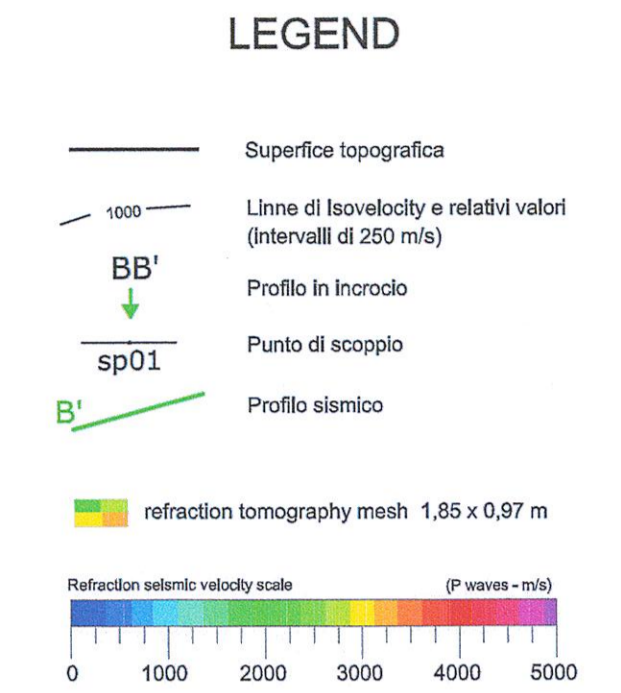 LEGEND
Superfice topografica
1000
Linne di Isovelocity e relativi valori
(intervalli di 250 m/s)
BB'
Profilo in incrocio
sp01
Punto di scoppio
B'
Profilo sismico
refraction tomography mesh 1,85 x 0,97 m
Refraction seismic velocity scale (P waves - m/s)
0 1000 2000 3000 4000 5000